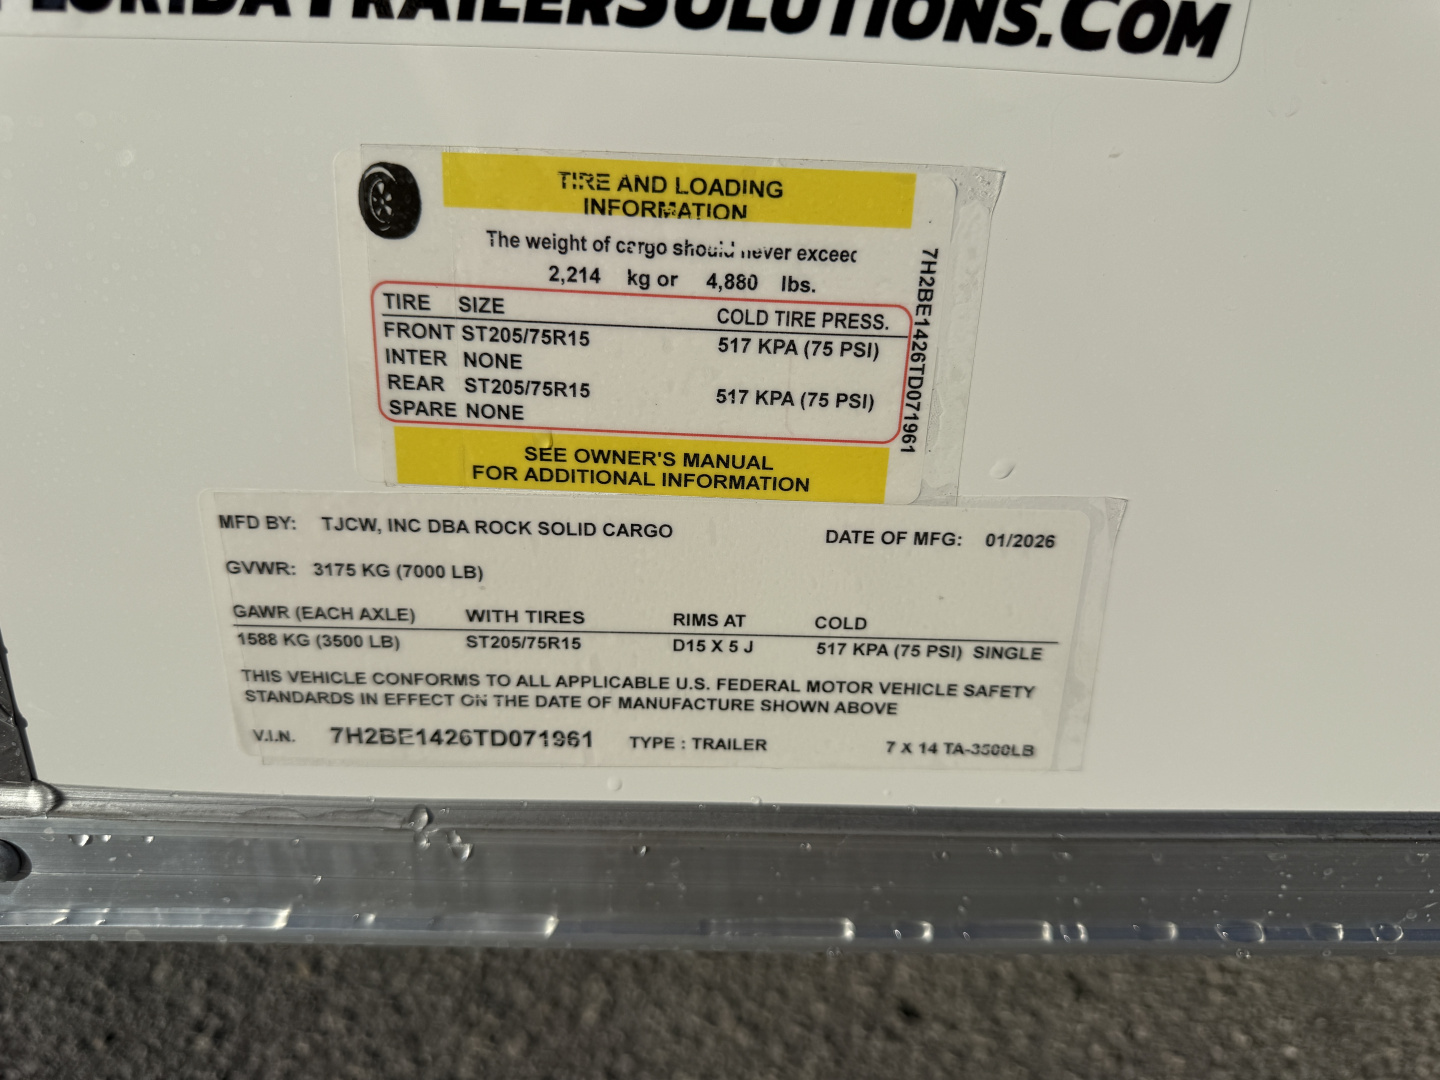 FLORIDATRAILERSOLUTIONS.COM
TIRE AND LOADING
INFORMATION
The weight of cargo should never exceed
2,214 kg or 4,880 lbs.
TIRE SIZE COLD TIRE PRESS.
FRONT ST205/75R15 517 KPA (75 PSI)
INTER NONE
REAR ST205/75R15 517 KPA (75 PSI)
SPARE NONE
7H2BE1426TD071961
SEE OWNER'S MANUAL
FOR ADDITIONAL INFORMATION
MFD BY: TJCW, INC DBA ROCK SOLID CARGO DATE OF MFG: 01/2026
GVWR: 3175 KG (7000 LB)
GAWR (EACH AXLE) WITH TIRES RIMS AT COLD
1588 KG (3500 LB) ST205/75R15 D15 X 5 J 517 KPA (75 PSI) SINGLE
THIS VEHICLE CONFORMS TO ALL APPLICABLE U.S. FEDERAL MOTOR VEHICLE SAFETY
STANDARDS IN EFFECT ON THE DATE OF MANUFACTURE SHOWN ABOVE
V.I.N. 7H2BE1426TD071961 TYPE : TRAILER 7 X 14 TA-3500LB